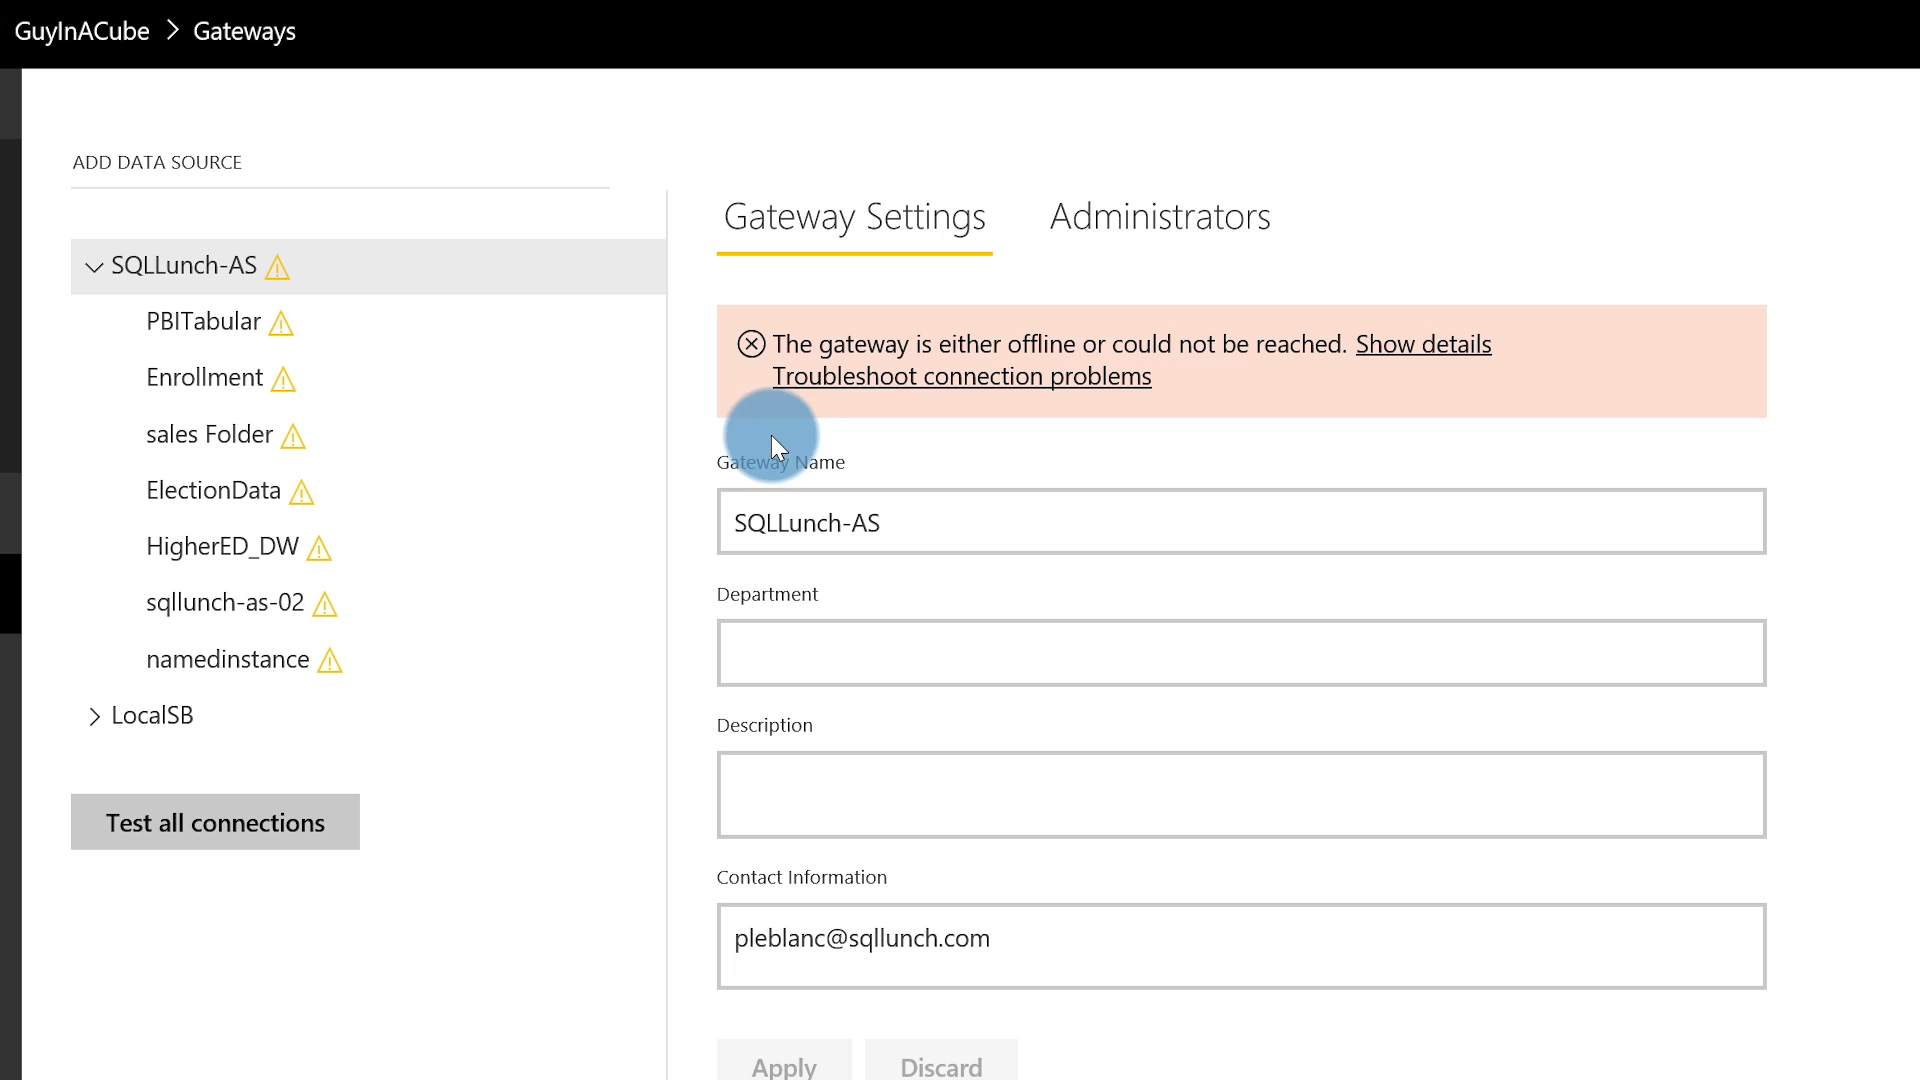 GuyInACube > Gateways
ADD DATA SOURCE
Gateway Settings Administrators
SQLLunch-AS
PBITabular
Enrollment
sales Folder
ElectionData
HigherED_DW
sqllunch-as-02
namedinstance
LocalSB
Test all connections
The gateway is either offline or could not be reached. Show details
Troubleshoot connection problems
Gateway Name
SQLLunch-AS
Department
Description
Contact Information
pleblanc@sqllunch.com
Apply Discard